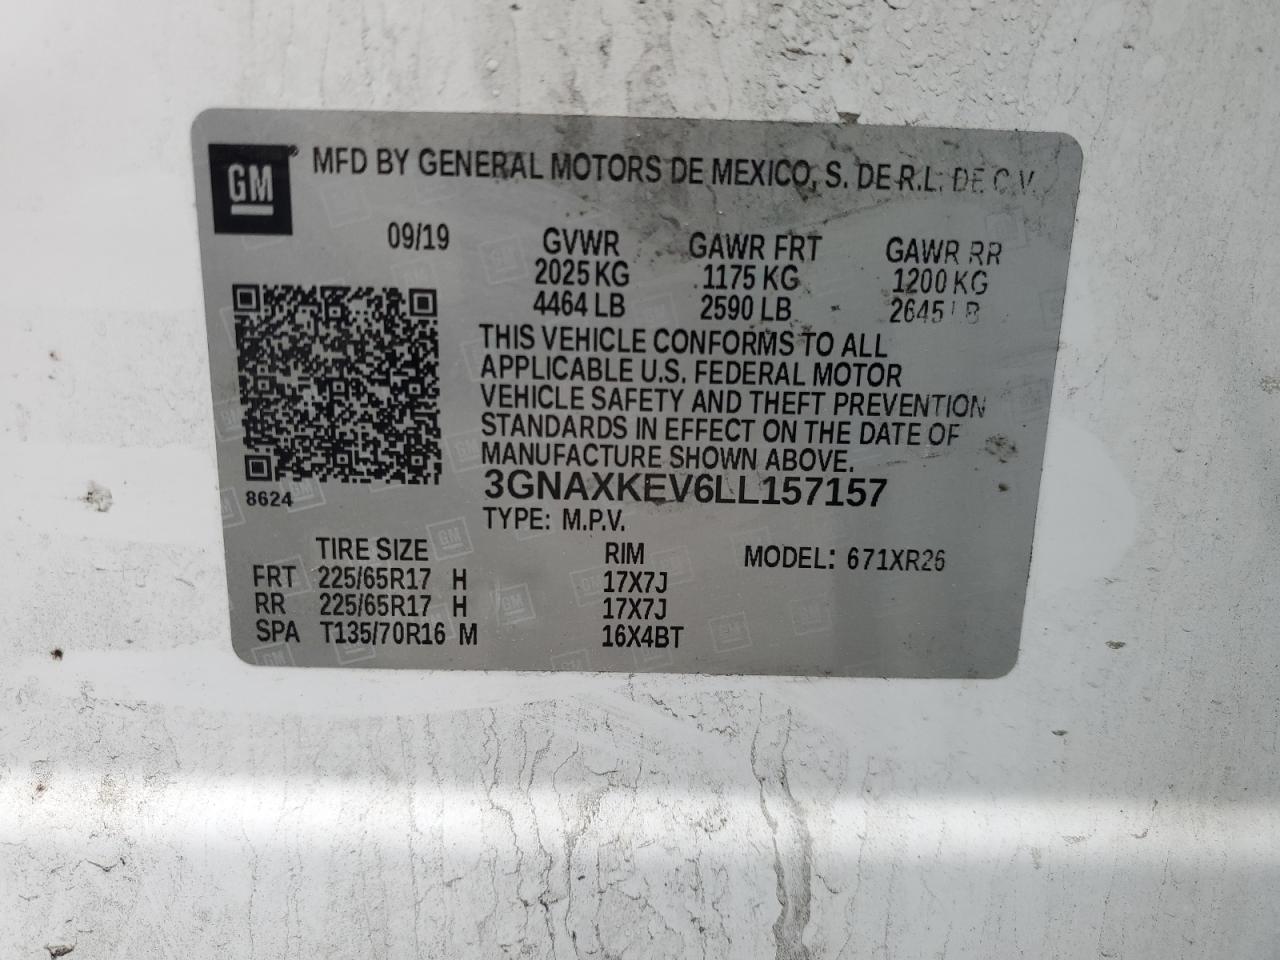 GM
MFD BY GENERAL MOTORS DE MEXICO, S. DE R.L. DE C.V.
09/19
GVWR GAWR FRT GAWR RR
2025 KG 1175 KG 1200 KG
4464 LB 2590 LB 2645 LB
THIS VEHICLE CONFORMS TO ALL
APPLICABLE U.S. FEDERAL MOTOR
VEHICLE SAFETY AND THEFT PREVENTION
STANDARDS IN EFFECT ON THE DATE OF
MANUFACTURE SHOWN ABOVE.
8624
3GNAXKEV6LL157157
TYPE: M.P.V.
TIRE SIZE RIM MODEL: 671XR26
FRT 225/65R17 H 17X7J
RR 225/65R17 H 17X7J
SPA T135/70R16 M 16X4BT